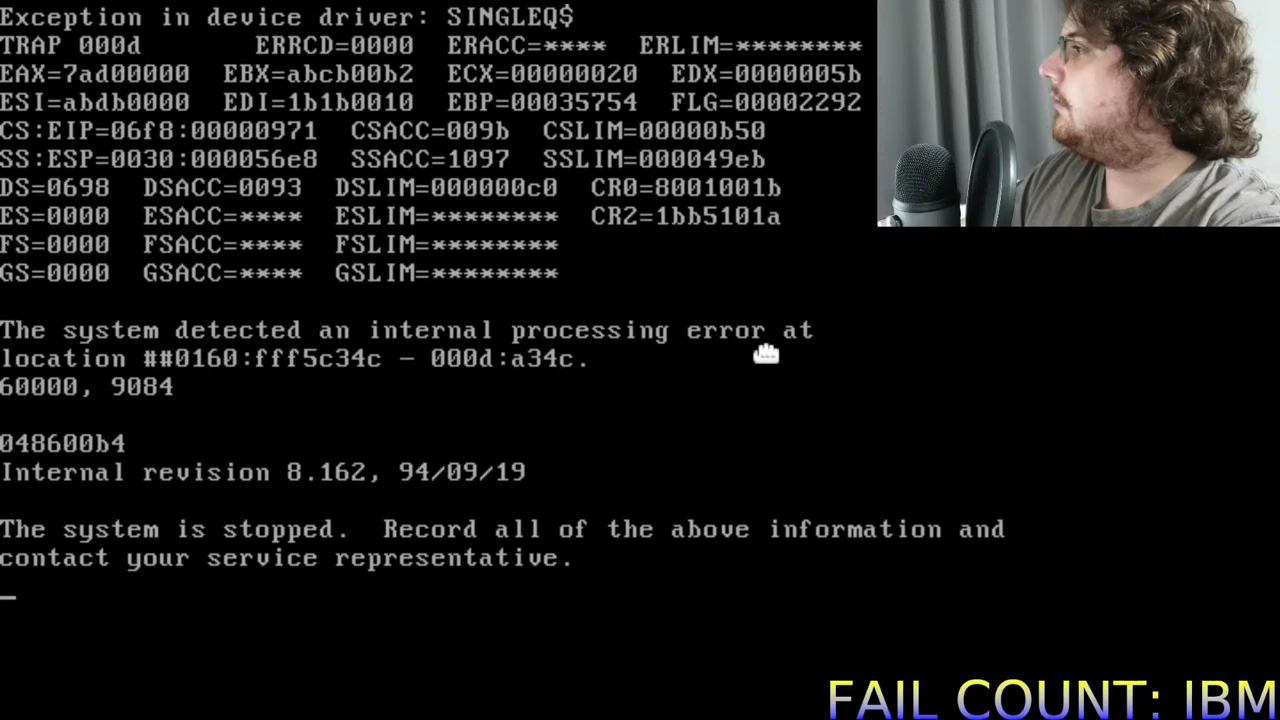 Exception in device driver: SINGLEQ$
TRAP 000d ERRCD=0000 ERACC=**** ERLIM=********
EAX=7ad00000 EBX=abcb00b2 ECX=00000020 EDX=0000005b
ESI=abdb0000 EDI=1b1b0010 EBP=00035754 FLG=00002292
CS:EIP=06f8:00000971 CSACC=009b CSLIM=00000b50
SS:ESP=0030:000056e8 SSACC=1097 SSLIM=000049eb
DS=0698 DSACC=0093 DSLIM=000000c0 CR0=8001001b
ES=0000 ESACC=**** ESLIM=******** CR2=1bb5101a
FS=0000 FSACC=**** FSLIM=********
GS=0000 GSACC=**** GSLIM=********
The system detected an internal processing error at
location ##0160:fff5c34c - 000d:a34c.
60000, 9084
048600b4
Internal revision 8.162, 94/09/19
The system is stopped. Record all of the above information and
contact your service representative.
FAIL COUNT: IBM